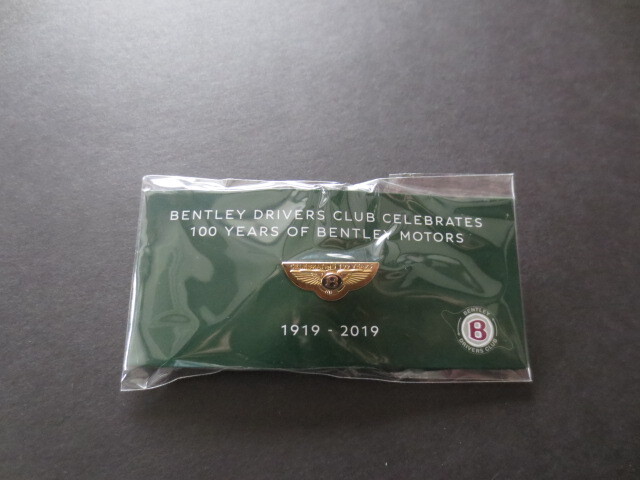 BENTLEY DRIVERS CLUB CELEBRATES
100 YEARS OF BENTLEY MOTORS
B
1919 - 2019
BENTLEY
B
DRIVERS CLUB